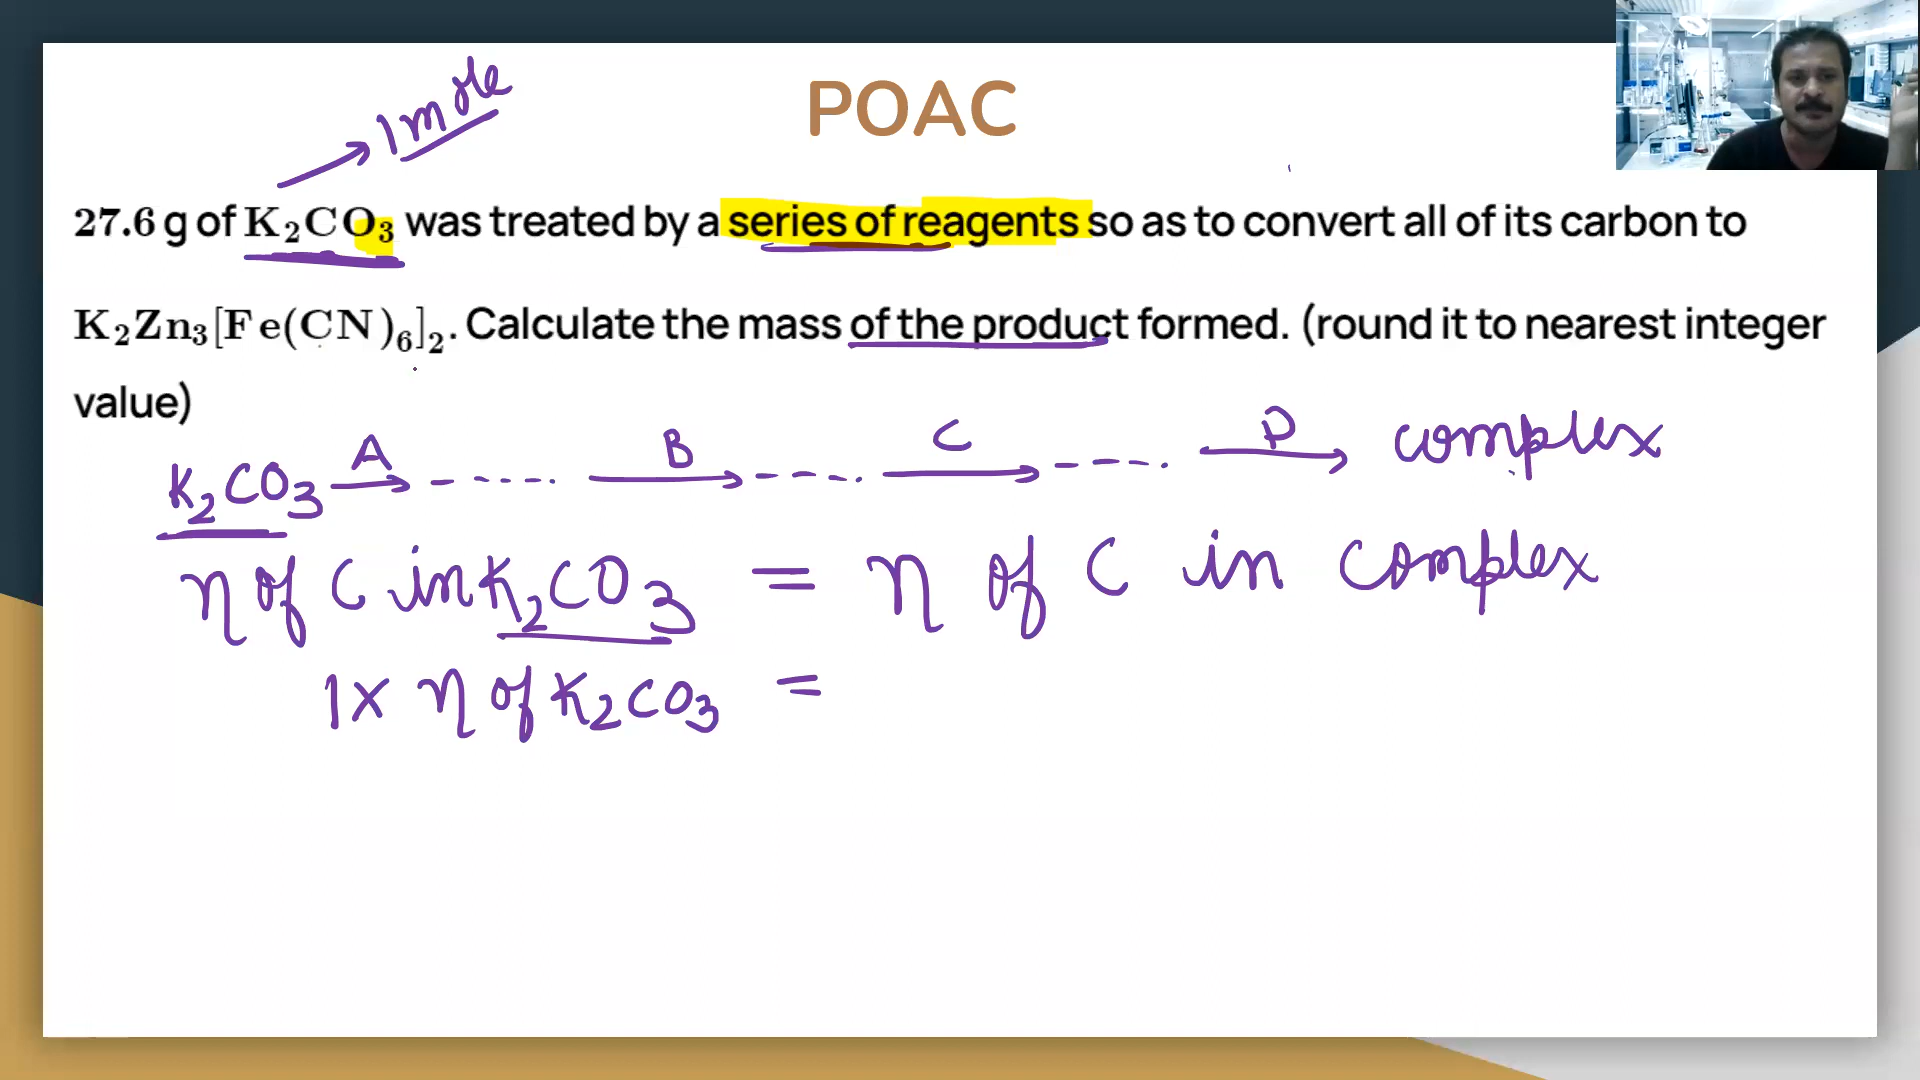 POAC
1 mole
27.6 g of K₂CO₃ was treated by a series of reagents so as to convert all of its carbon to
K₂Zn₃[Fe(CN)₆]₂. Calculate the mass of the product formed. (round it to nearest integer
value)
K₂CO₃ A → ---- B → ---- C → ---- D → complex
n of C in K₂CO₃ = n of C in complex
1 x n of K₂CO₃ =